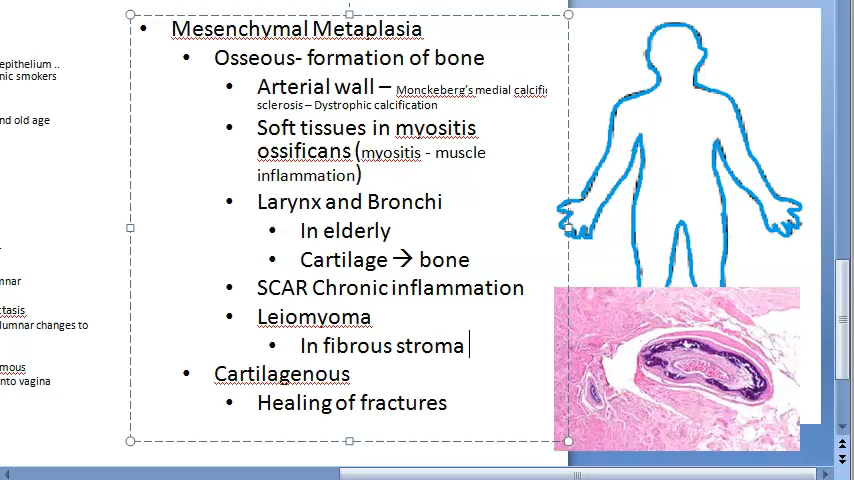 Mesenchymal Metaplasia
Osseous- formation of bone
Arterial wall – Monckeberg's medial calcifi
sclerosis – Dystrophic calcification
Soft tissues in myositis
ossificans (myositis - muscle
inflammation)
Larynx and Bronchi
In elderly
Cartilage → bone
SCAR Chronic inflammation
Leiomyoma
In fibrous stroma
Cartilagenous
Healing of fractures
epithelium ..
nic smokers
nd old age
mnar
tasis
lumnar changes to
mous
nto vagina